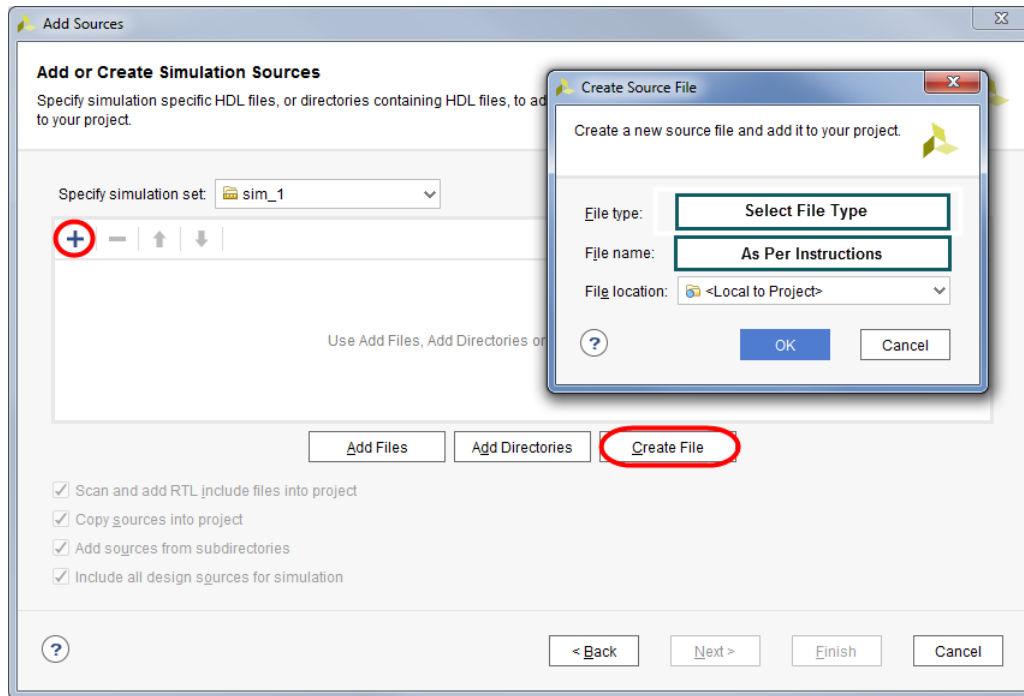 Add Sources
Add or Create Simulation Sources
Specify simulation specific HDL files, or directories containing HDL files, to ad
to your project.
Specify simulation set:
sim_1
Use Add Files, Add Directories or
Add Files
Add Directories
Create File
Scan and add RTL include files into project
Copy sources into project
Add sources from subdirectories
Include all design sources for simulation
?
< Back
Next >
Finish
Cancel
Create Source File
Create a new source file and add it to your project.
File type:
Select File Type
File name:
As Per Instructions
File location:
<Local to Project>
?
OK
Cancel